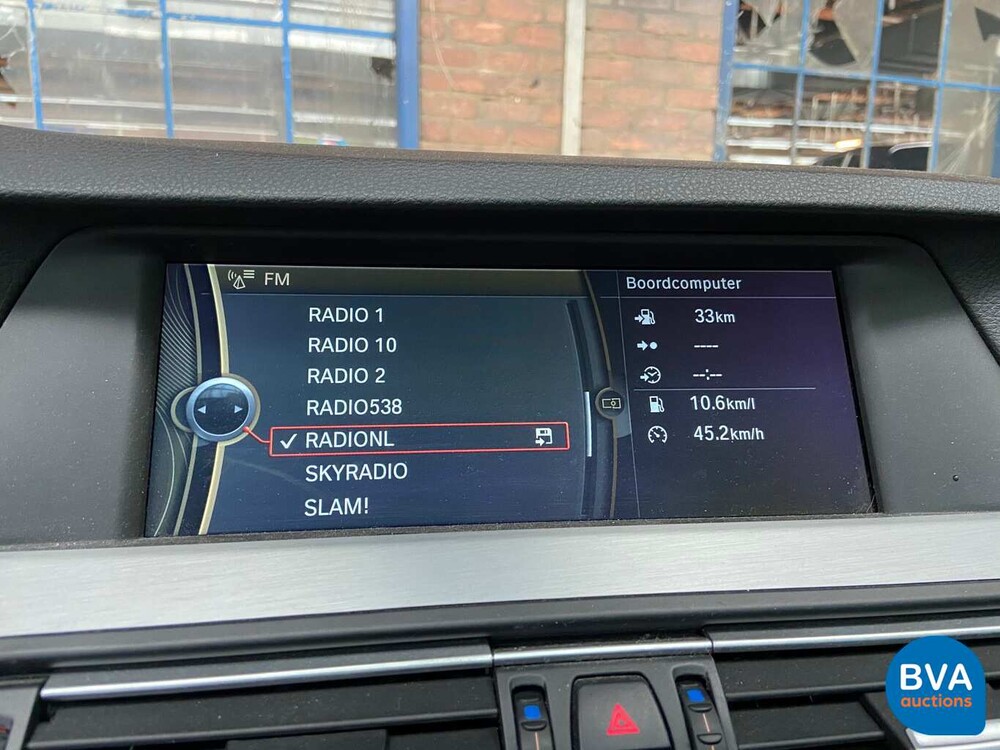 FM
RADIO 1
RADIO 10
RADIO 2
RADIO538
✓ RADIONL
SKYRADIO
SLAM!
Boordcomputer
33km
----
--:--
10.6km/l
45.2km/h
BVA
auctions